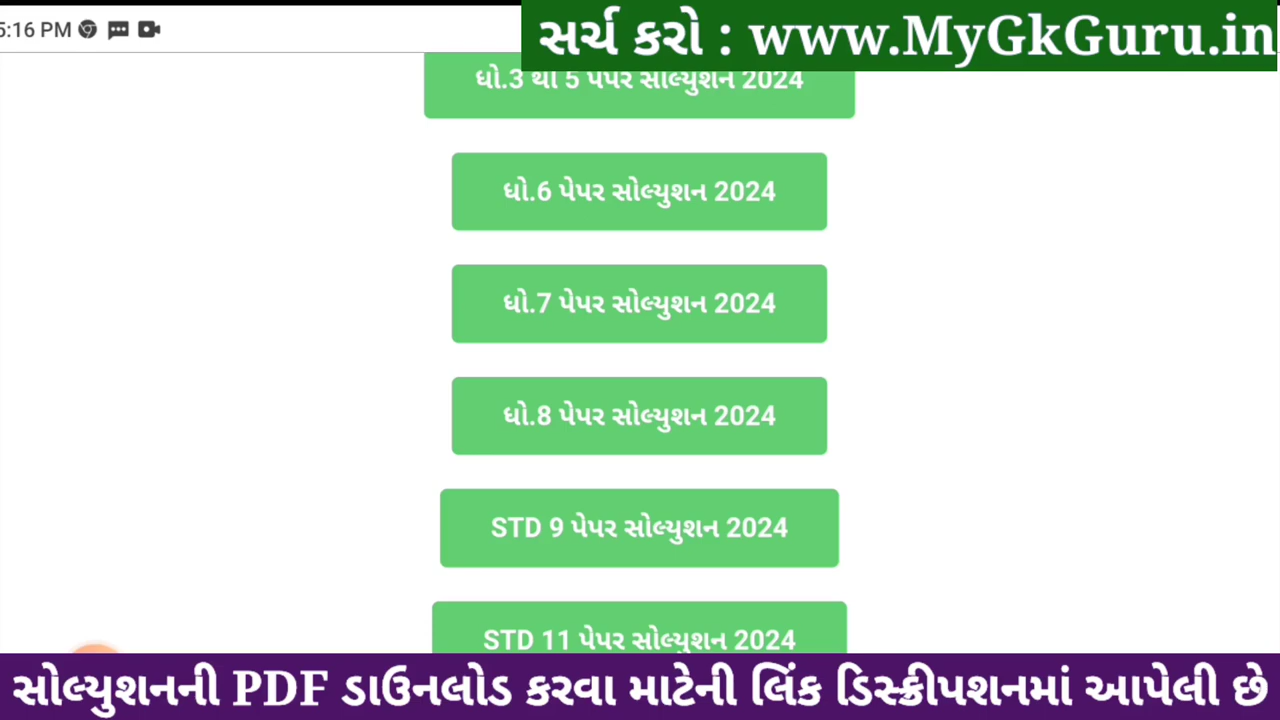 5:16 PM
સર્ચ કરો : www.MyGkGuru.in
ધો.3 થી 5 પેપર સોલ્યુશન 2024
ધો.6 પેપર સોલ્યુશન 2024
ધો.7 પેપર સોલ્યુશન 2024
ધો.8 પેપર સોલ્યુશન 2024
STD 9 પેપર સોલ્યુશન 2024
STD 11 પેપર સોલ્યુશન 2024
સોલ્યુશનની PDF ડાઉનલોડ કરવા માટેની લિંક ડિસ્ક્રીપશનમાં આપેલી છે